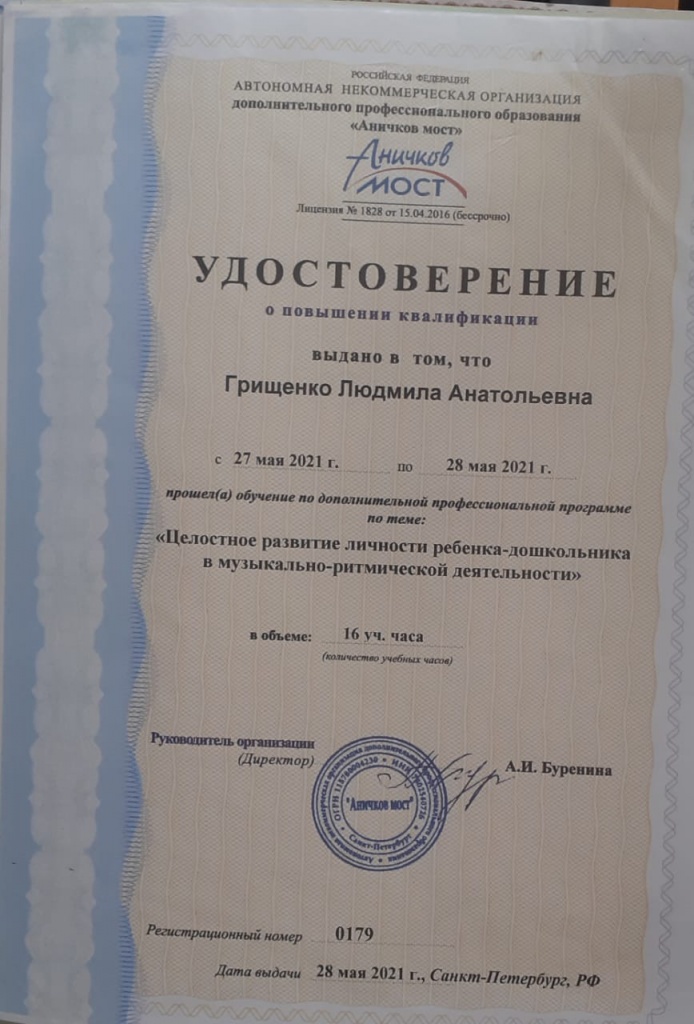 РОССИЙСКАЯ ФЕДЕРАЦИЯ
АВТОНОМНАЯ НЕКОММЕРЧЕСКАЯ ОРГАНИЗАЦИЯ
дополнительного профессионального образования
«Аничков мост»
Аничков
мост
Лицензия № 1828 от 15.04.2016 (бессрочно)
УДОСТОВЕРЕНИЕ
о повышении квалификации
выдано в том, что
Грищенко Людмила Анатольевна
с 27 мая 2021 г. по 28 мая 2021 г.
прошел(а) обучение по дополнительной профессиональной программе
по теме:
«Целостное развитие личности ребенка-дошкольника
в музыкально-ритмической деятельности»
в объеме: 16 уч. часа
(количество учебных часов)
Руководитель организации
(Директор)
А.И. Буренина
"Аничков мост"
Санкт-Петербург
Регистрационный номер 0179
Дата выдачи 28 мая 2021 г., Санкт-Петербург, РФ